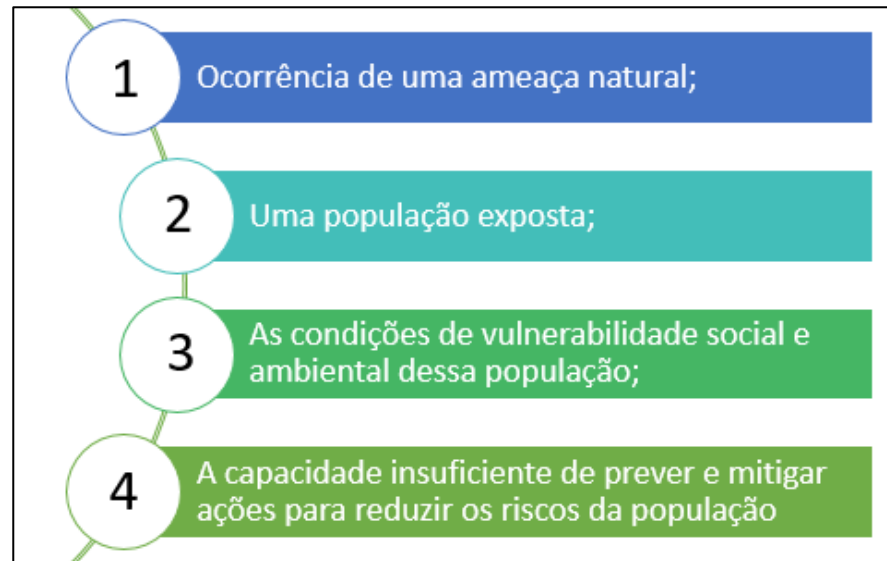 1
Ocorrência de uma ameaça natural;
2
Uma população exposta;
3
As condições de vulnerabilidade social e
ambiental dessa população;
4
A capacidade insuficiente de prever e mitigar
ações para reduzir os riscos da população